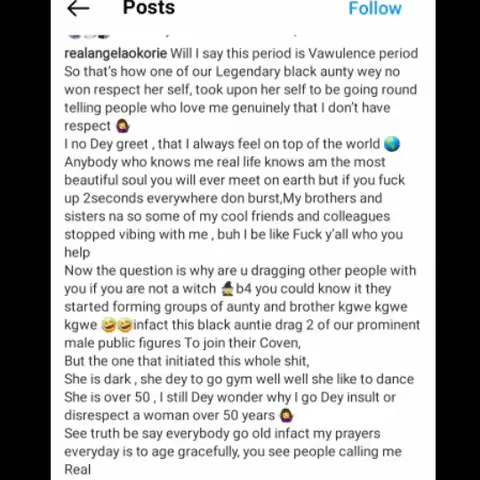 Posts
Follow
realangelaokorie Will I say this period is Vawulence period
So that's how one of our Legendary black aunty wey no
won respect her self, took upon her self to be going round
telling people who love me genuinely that I don't have
respect 🤷‍♀️
I no Dey greet , that I always feel on top of the world 🌎
Anybody who knows me real life knows am the most
beautiful soul you will ever meet on earth but if you fuck
up 2seconds everywhere don burst,My brothers and
sisters na so some of my cool friends and colleagues
stopped vibing with me , buh I be like Fuck y'all who you
help
Now the question is why are u dragging other people with
you if you are not a witch 🧙‍♀️b4 you could know it they
started forming groups of aunty and brother kgwe kgwe
kgwe 🤣🤣infact this black auntie drag 2 of our prominent
male public figures To join their Coven,
But the one that initiated this whole shit,
She is dark , she dey to go gym well well she like to dance
She is over 50 , I still Dey wonder why I go Dey insult or
disrespect a woman over 50 years 🤷‍♀️
See truth be say everybody go old infact my prayers
everyday is to age gracefully, you see people calling me
Real